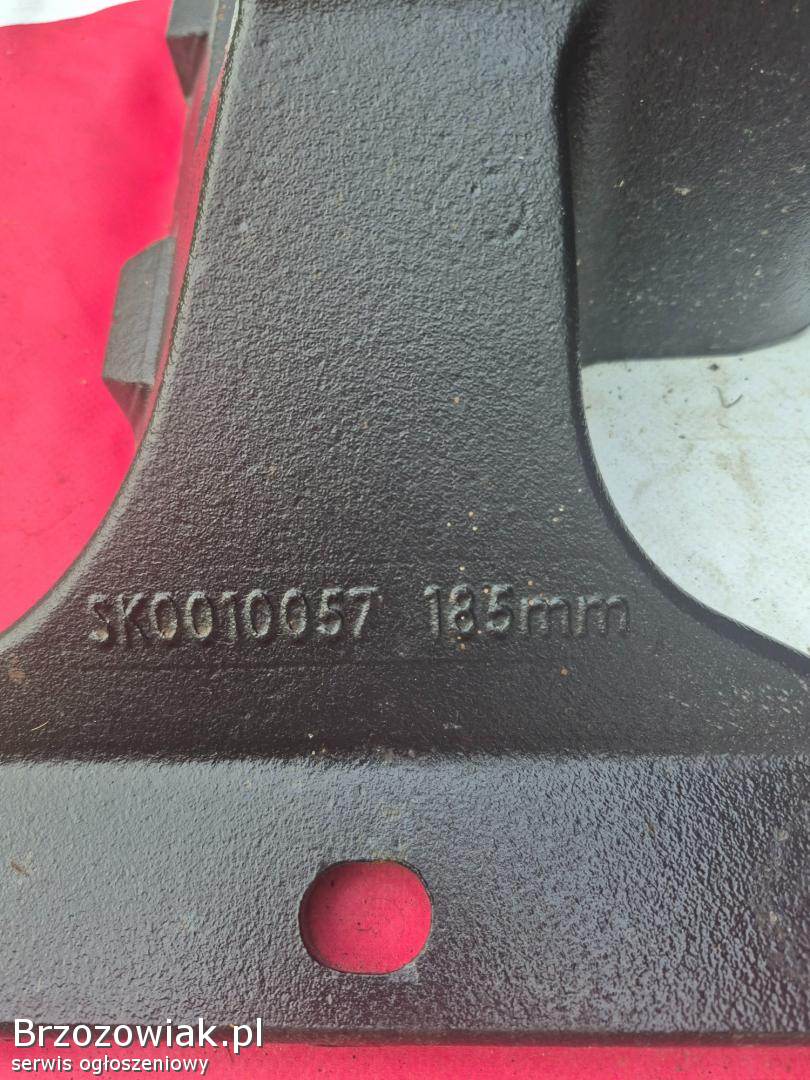 SK0010057 185mm
Brzozowiak.pl
serwis ogłoszeniowy